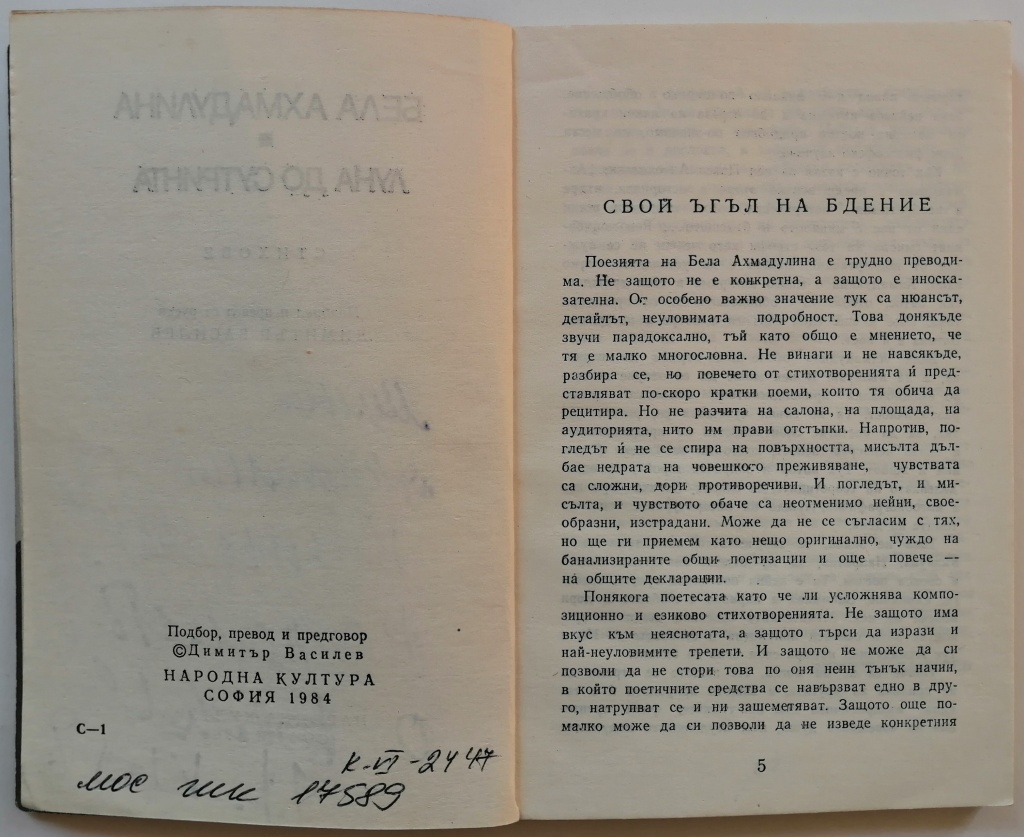 Подбор, превод и предговор
©Димитър Василев
НАРОДНА КУЛТУРА
СОФИЯ 1984
С—1
К-VI-2447
МОС ГИК 17589
СВОЙ ЪГЪЛ НА БДЕНИЕ
Поезията на Бела Ахмадулина е трудно преводи-
ма. Не защото не е конкретна, а защото е иноска-
зателна. От особено важно значение тук са нюансът,
детайлът, неуловимата подробност. Това донякъде
звучи парадоксално, тъй като общо е мнението, че
тя е малко многословна. Не винаги и не навсякъде,
разбира се, но повечето от стихотворенията ѝ пред-
ставляват по-скоро кратки поеми, които тя обича да
рецитира. Но не разчита на салона, на площада, на
аудиторията, нито им прави отстъпки. Напротив, по-
гледът ѝ не се спира на повърхността, мисълта дъл-
бае недрата на човешкото преживяване, чувствата
са сложни, дори противоречиви. И погледът, и ми-
сълта, и чувството обаче са неотменимо нейни, свое-
образни, изстрадани. Може да не се съгласим с тях,
но ще ги приемем като нещо оригинално, чуждо на
банализираните общи поетизации и още повече —
на общите декларации.
Понякога поетесата като че ли усложнява компо-
зиционно и езиково стихотворенията. Не защото има
вкус към неяснотата, а защото търси да изрази и
най-неуловимите трепети. И защото не може да си
позволи да не стори това по оня неин тънък начин,
в който поетичните средства се навързват едно в дру-
го, натрупват се и ни зашеметяват. Защото още по-
малко може да си позволи да не изведе конкретния
5